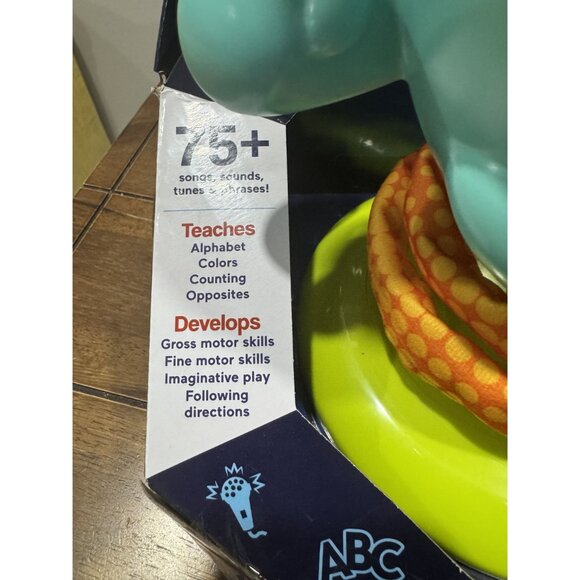 75+
songs, sounds,
tunes & phrases!
Teaches
Alphabet
Colors
Counting
Opposites
Develops
Gross motor skills
Fine motor skills
Imaginative play
Following
directions
ABC